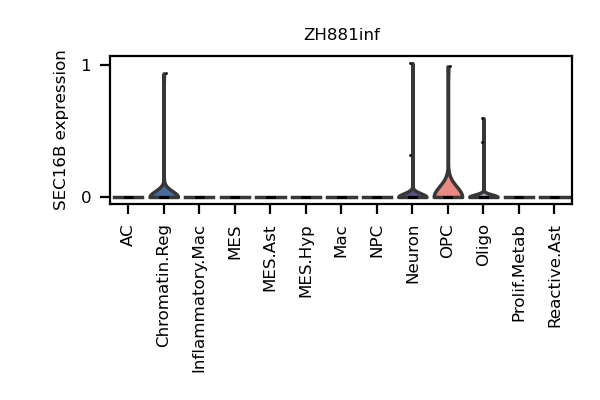 ZH881inf
SEC16B expression
1
0
AC
Chromatin.Reg
Inflammatory.Mac
MES
MES.Ast
MES.Hyp
Mac
NPC
Neuron
OPC
Oligo
Prolif.Metab
Reactive.Ast